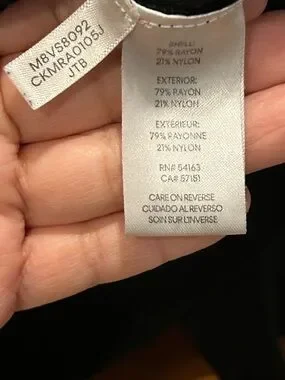 M8VS8092
CKMRA0105J
JTB
SHELL:
79% RAYON
21% NYLON
EXTERIOR:
79% RAYON
21% NYLON
EXTÉRIEUR:
79% RAYONNE
21% NYLON
RN# 54163
CA# 57151
CARE ON REVERSE
CUIDADO AL REVERSO
SOIN SUR L'INVERSE